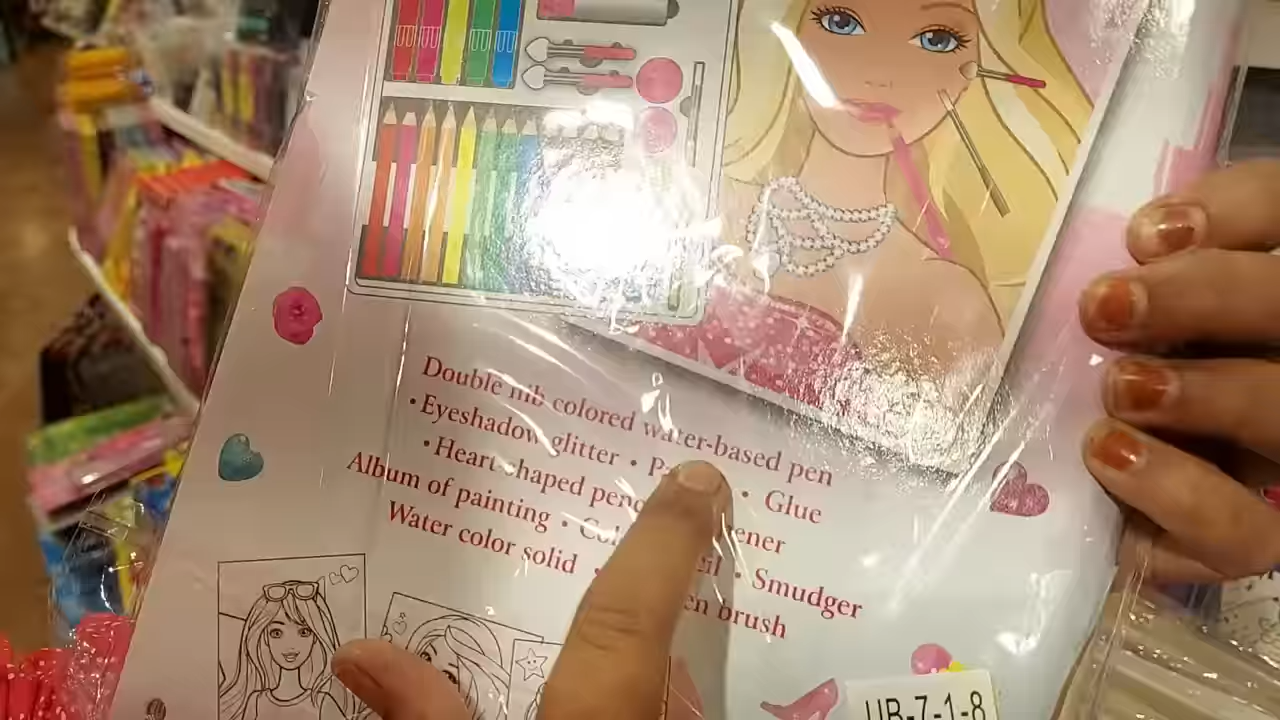 Double nib colored water-based pen
• Eyeshadow glitter • • Glue
• Heart shaped
Album of painting • • Smudger
Water color solid • brush
UB-7-1-8